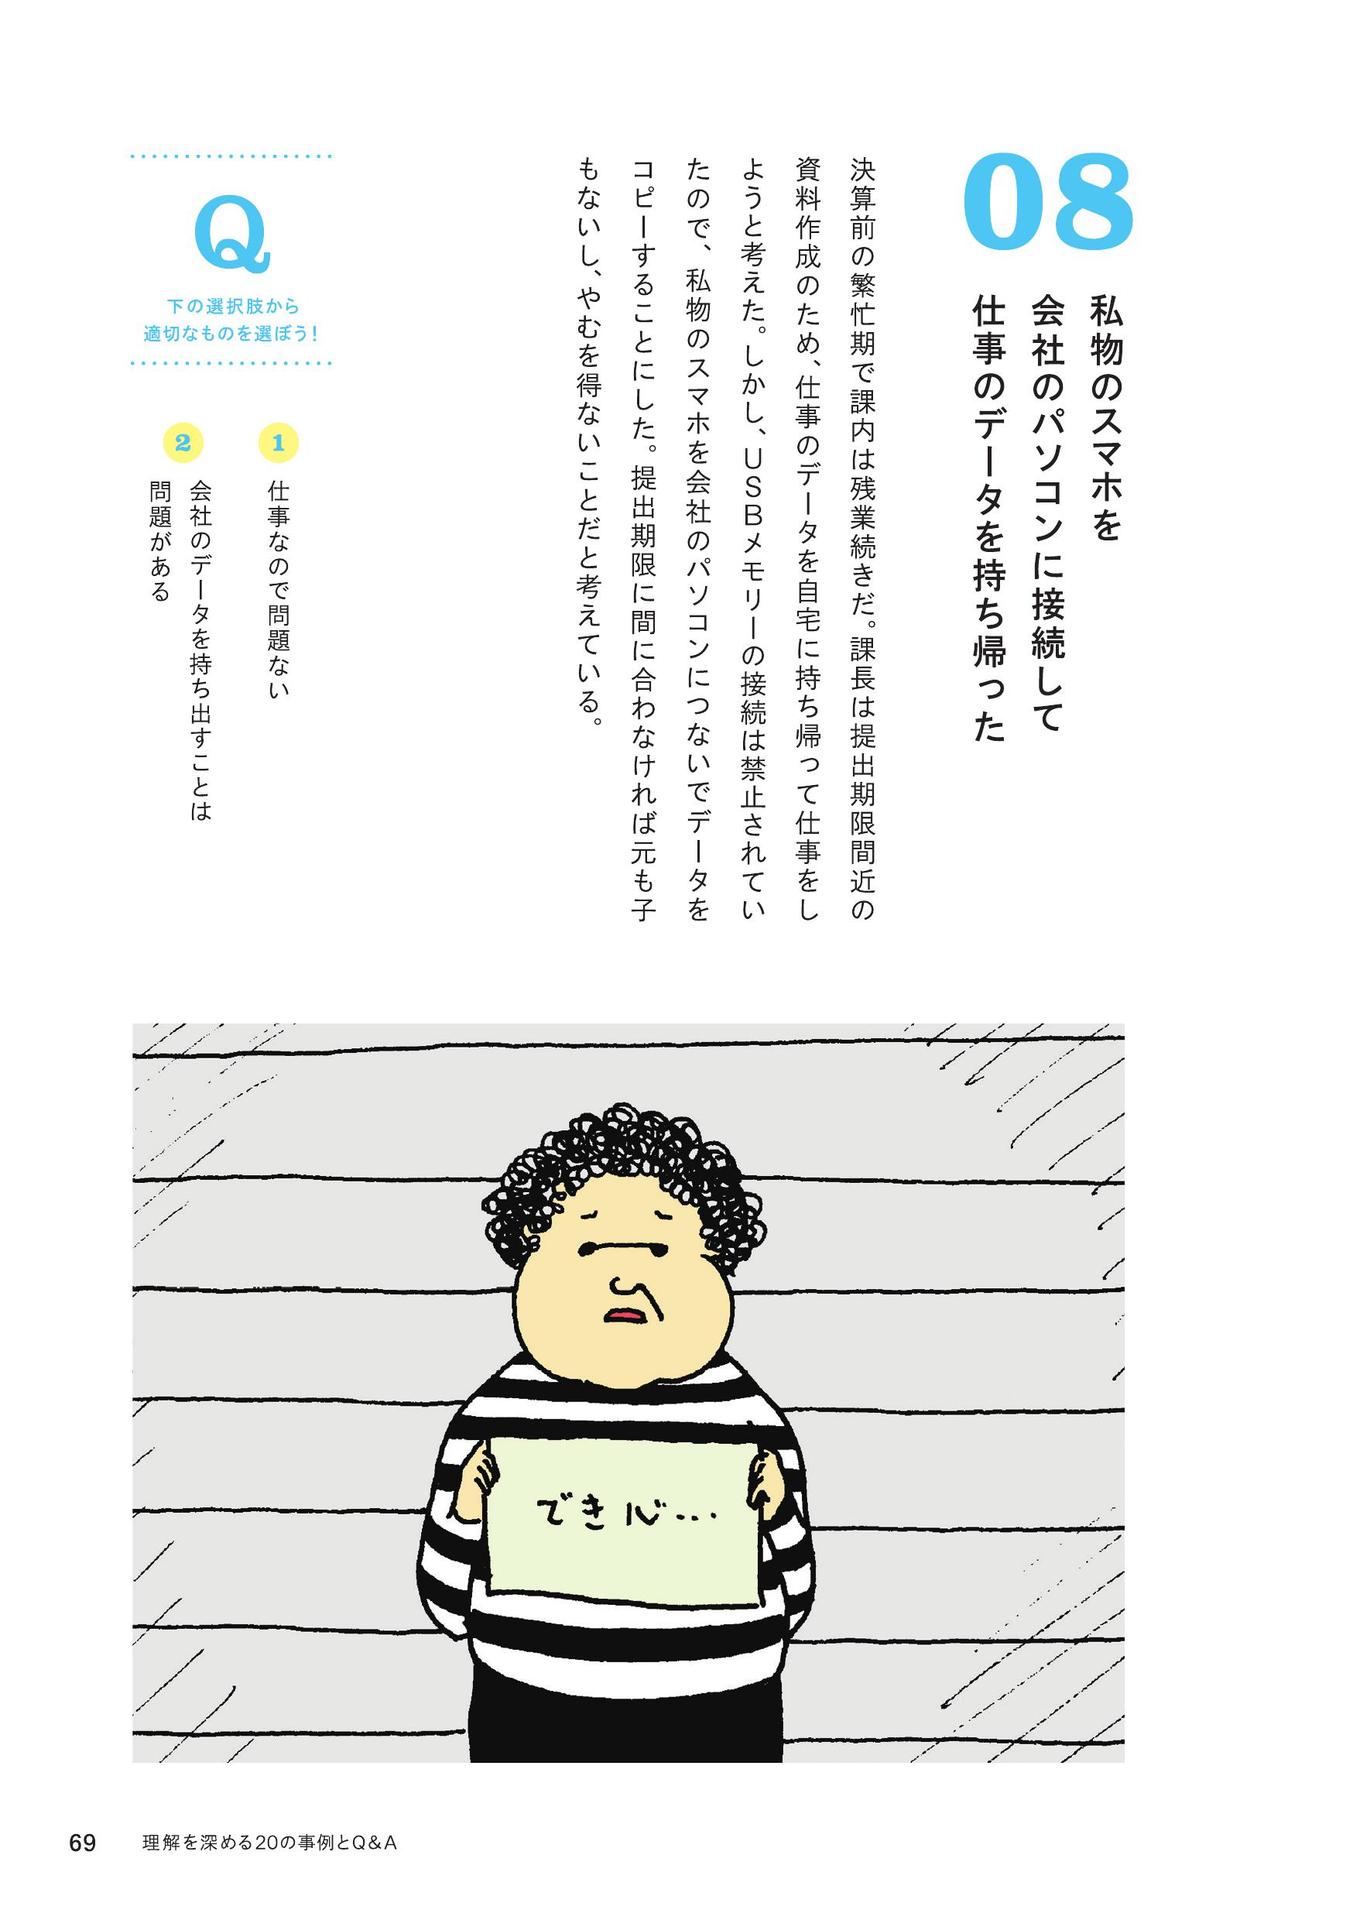 08
私物のスマホを
会社のパソコンに接続して
仕事のデータを持ち帰った
決算前の繁忙期で課内は残業続きだ。課長は提出期限間近の
資料作成のため、仕事のデータを自宅に持ち帰って仕事をし
ようと考えた。しかし、USBメモリーの接続は禁止されてい
たので、私物のスマホを会社のパソコンにつないでデータを
コピーすることにした。提出期限に間に合わなければ元も子
もないし、やむを得ないことだと考えている。
Q
下の選択肢から
適切なものを選ぼう!
1 仕事なので問題ない
2 会社のデータを持ち出すことは
問題がある
でき心…
69 理解を深める20の事例とQ&A